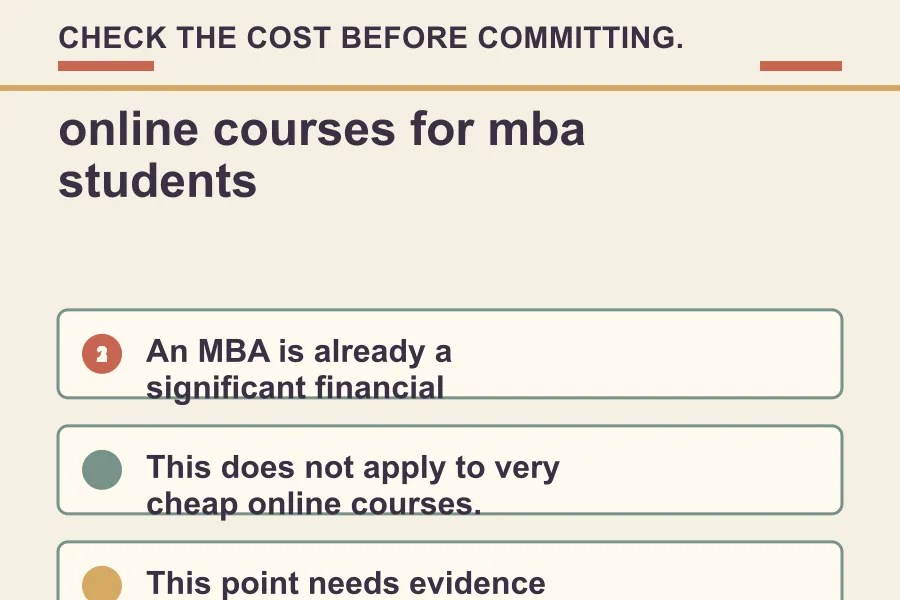 CHECK THE COST BEFORE COMMITTING.
online courses for mba
students
An MBA is already a
significant financial
This does not apply to very
cheap online courses.
This point needs evidence